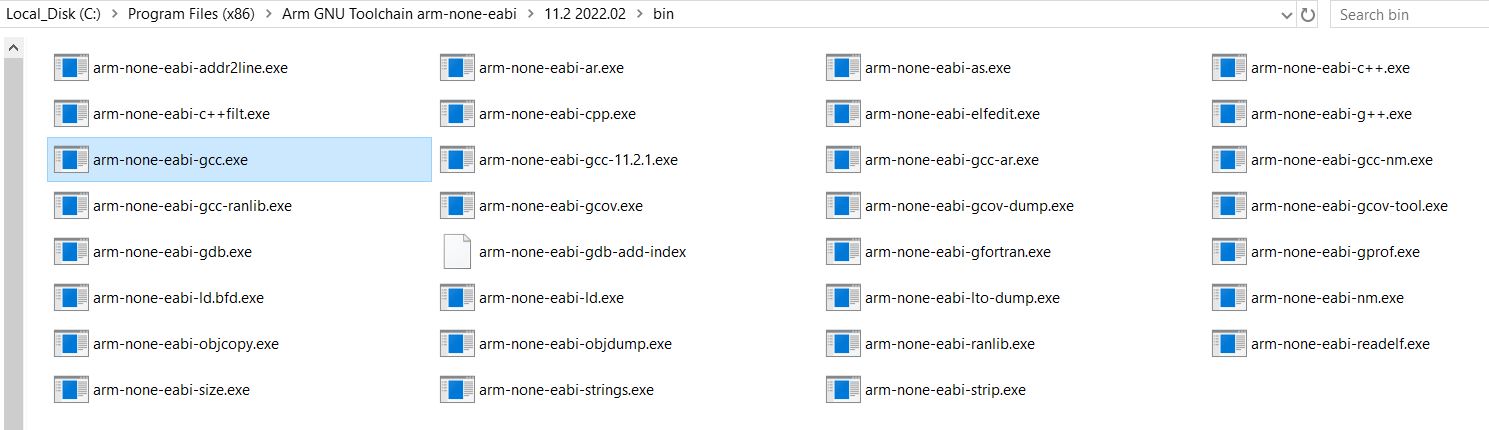 Local_Disk (C:) > Program Files (x86) > Arm GNU Toolchain arm-none-eabi > 11.2 2022.02 > bin Search bin
arm-none-eabi-addr2line.exe arm-none-eabi-ar.exe arm-none-eabi-as.exe arm-none-eabi-c++.exe
arm-none-eabi-c++filt.exe arm-none-eabi-cpp.exe arm-none-eabi-elfedit.exe arm-none-eabi-g++.exe
arm-none-eabi-gcc.exe arm-none-eabi-gcc-11.2.1.exe arm-none-eabi-gcc-ar.exe arm-none-eabi-gcc-nm.exe
arm-none-eabi-gcc-ranlib.exe arm-none-eabi-gcov.exe arm-none-eabi-gcov-dump.exe arm-none-eabi-gcov-tool.exe
arm-none-eabi-gdb.exe arm-none-eabi-gdb-add-index arm-none-eabi-gfortran.exe arm-none-eabi-gprof.exe
arm-none-eabi-ld.bfd.exe arm-none-eabi-ld.exe arm-none-eabi-lto-dump.exe arm-none-eabi-nm.exe
arm-none-eabi-objcopy.exe arm-none-eabi-objdump.exe arm-none-eabi-ranlib.exe arm-none-eabi-readelf.exe
arm-none-eabi-size.exe arm-none-eabi-strings.exe arm-none-eabi-strip.exe